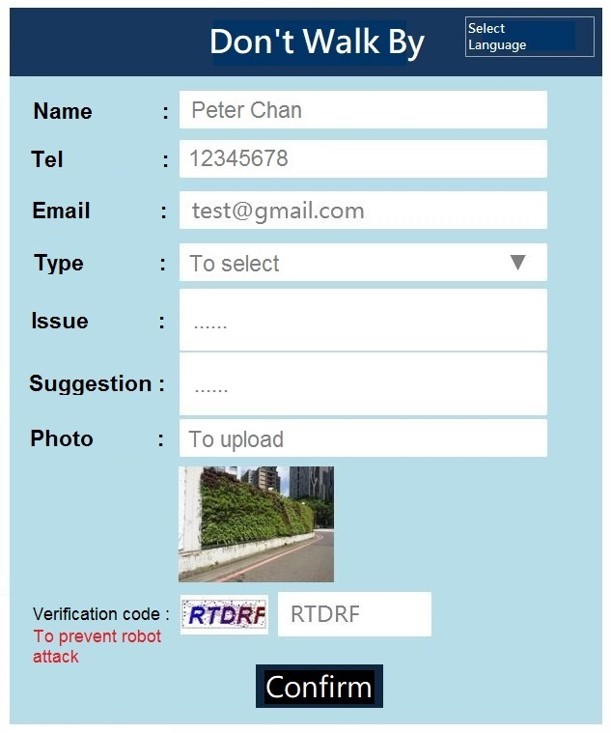 Don't Walk By
Select
Language
Name : Peter Chan
Tel : 12345678
Email : test@gmail.com
Type : To select ▼
Issue : ......
Suggestion : ......
Photo : To upload
Verification code : RTDRF RTDRF
To prevent robot
attack
Confirm